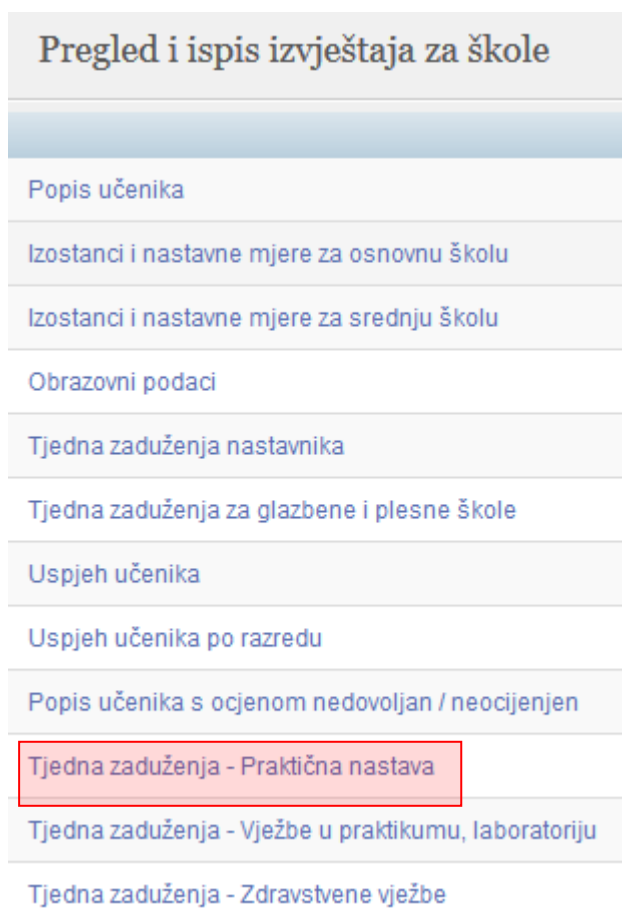 Pregled i ispis izvještaja za škole
Popis učenika
Izostanci i nastavne mjere za osnovnu školu
Izostanci i nastavne mjere za srednju školu
Obrazovni podaci
Tjedna zaduženja nastavnika
Tjedna zaduženja za glazbene i plesne škole
Uspjeh učenika
Uspjeh učenika po razredu
Popis učenika s ocjenom nedovoljan / neocijenjen
Tjedna zaduženja - Praktična nastava
Tjedna zaduženja - Vježbe u praktikumu, laboratoriju
Tjedna zaduženja - Zdravstvene vježbe